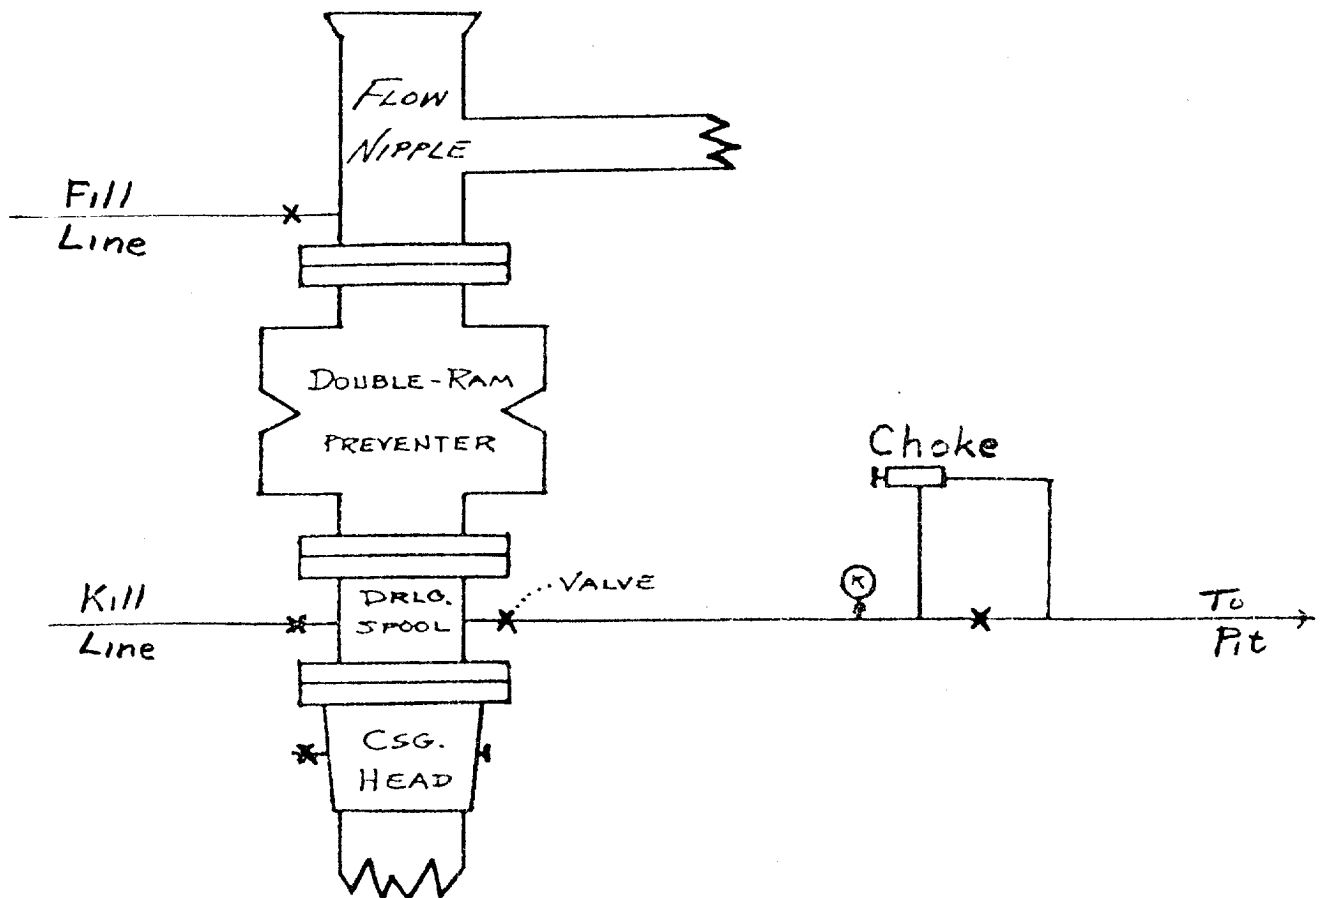 FLOW
NIPPLE
Fill
Line
DOUBLE-RAM
PREVENTER
Choke
VALVE
K
Kill
Line
DRLG.
SPOOL
To
Pit
CSG.
HEAD